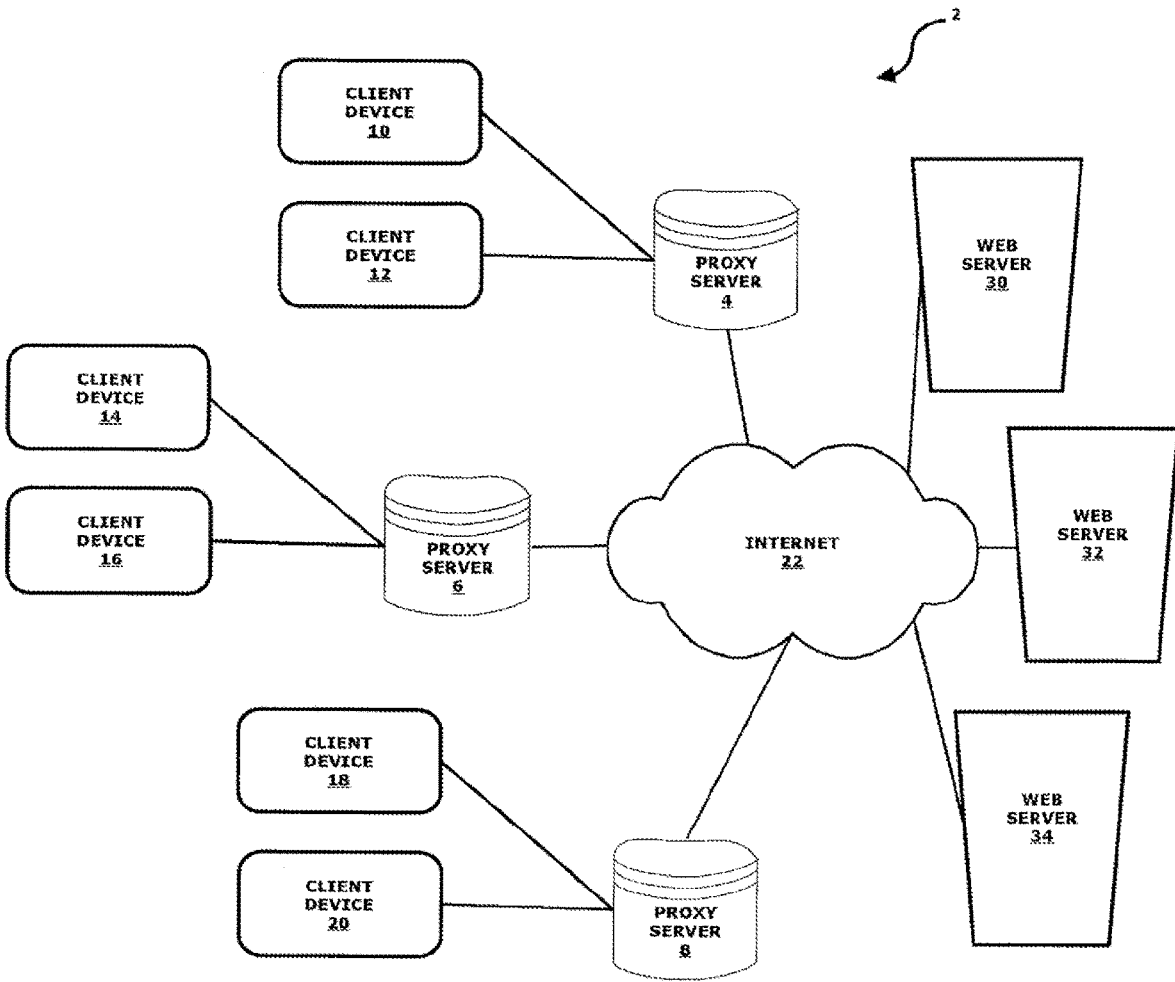 2
CLIENT
DEVICE
10
CLIENT
DEVICE
12
PROXY
SERVER
4
WEB
SERVER
30
CLIENT
DEVICE
14
CLIENT
DEVICE
16
PROXY
SERVER
6
INTERNET
22
WEB
SERVER
32
CLIENT
DEVICE
18
CLIENT
DEVICE
20
PROXY
SERVER
8
WEB
SERVER
34